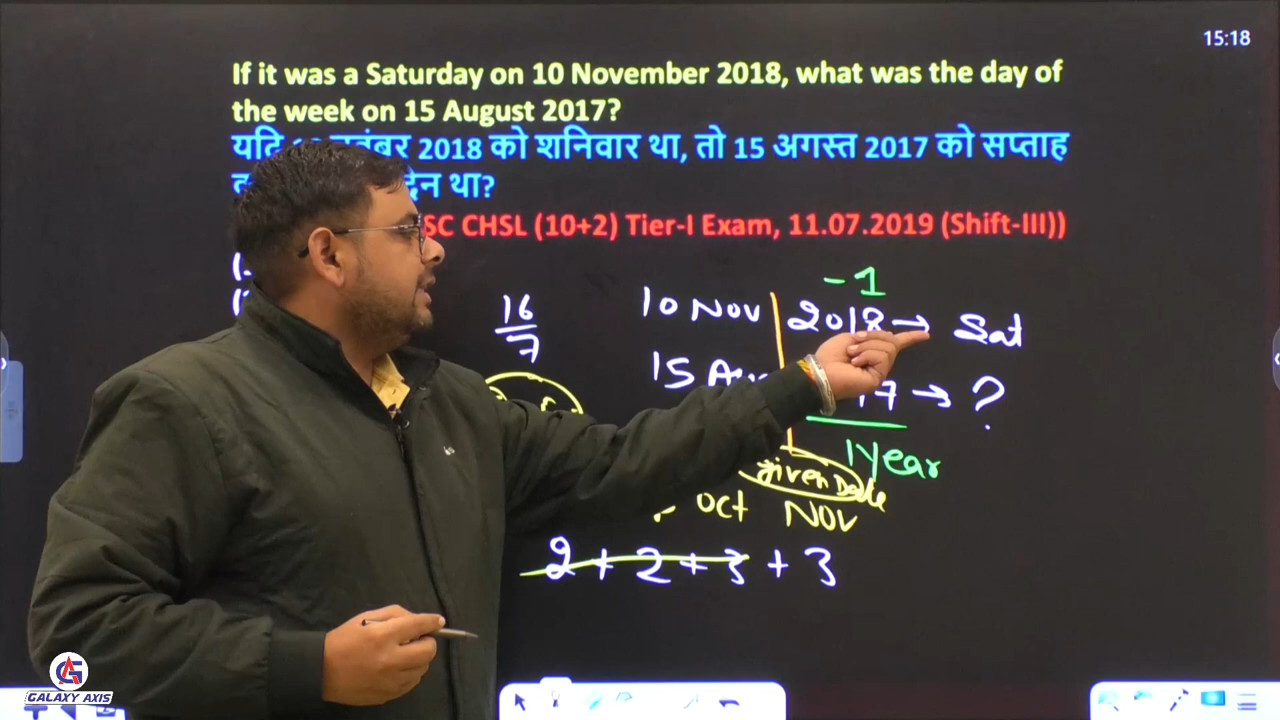 15:18
If it was a Saturday on 10 November 2018, what was the day of
the week on 15 August 2017?
यदि 2018 को शनिवार था, तो 15 अगस्त 2017 को सप्ताह
था?
SC CHSL (10+2) Tier-I Exam, 11.07.2019 (Shift-III))
-1
16
7
10 Nov 2018 → Sat
15 17 → ?
1 Year
given Date
Oct Nov
2 + 2 + 3 + 3
GALAXY AXIS